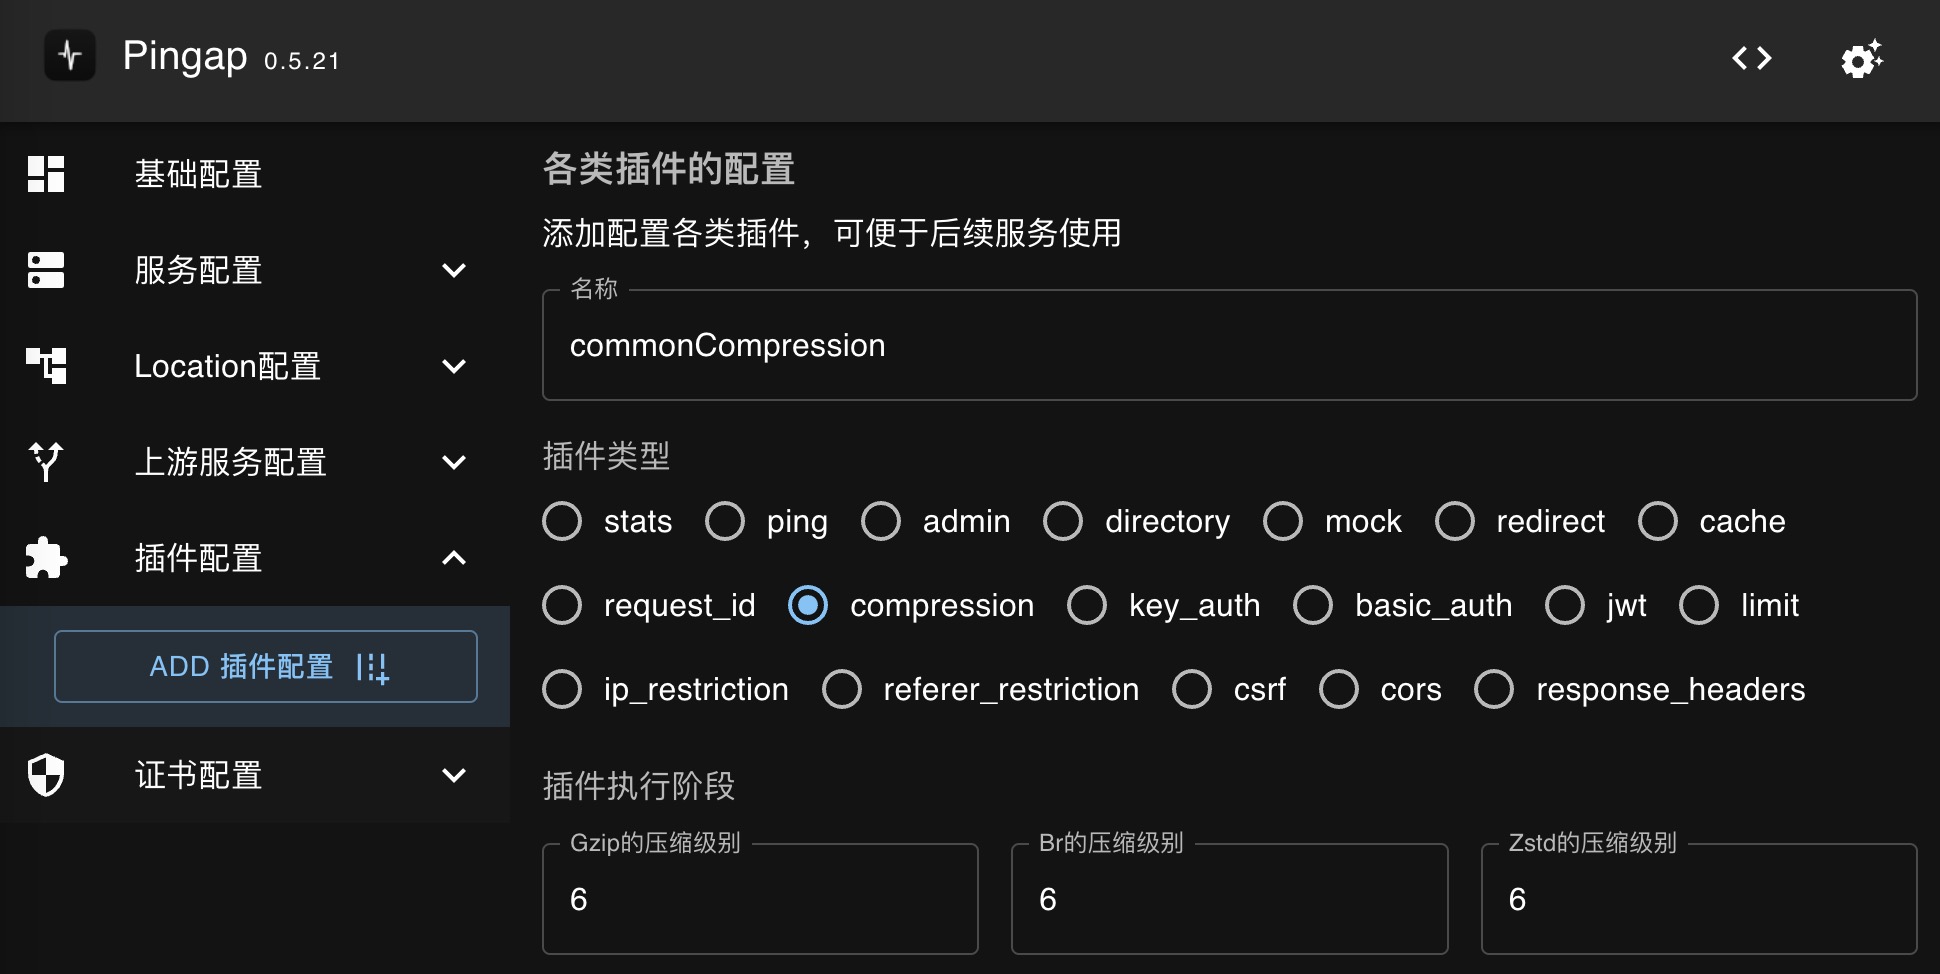 Pingap 0.5.21
基础配置
服务配置
Location配置
上游服务配置
插件配置
ADD 插件配置
证书配置
各类插件的配置
添加配置各类插件，可便于后续服务使用
名称
commonCompression
插件类型
stats ping admin directory mock redirect cache
request_id compression key_auth basic_auth jwt limit
ip_restriction referer_restriction csrf cors response_headers
插件执行阶段
Gzip的压缩级别 Br的压缩级别 Zstd的压缩级别
6 6 6